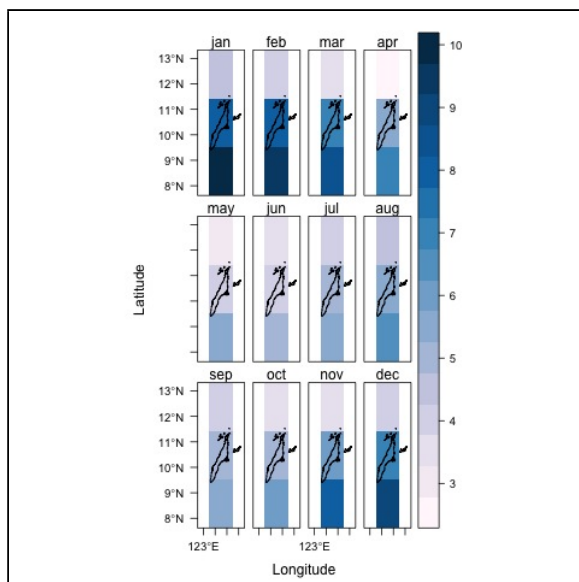 jan feb mar apr
10
13°N
12°N
11°N
10°N
9°N
8°N
9
8
may jun jul aug
7
Latitude
6
5
sep oct nov dec
13°N
12°N
11°N
10°N
9°N
8°N
4
3
123°E 123°E
Longitude